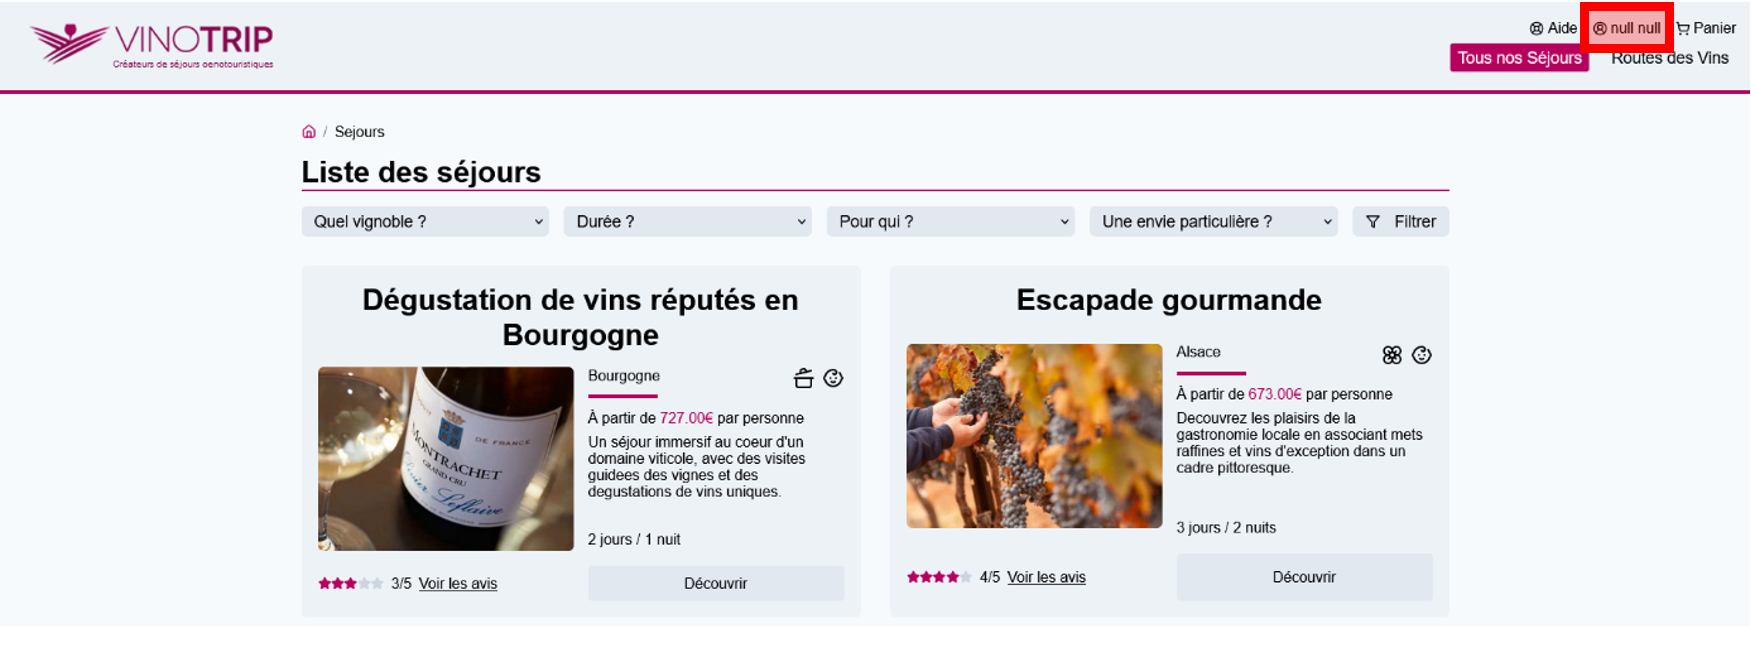 VINOTRIP
Créateurs de séjours oenotouristiques
Aide
null null
Panier
Tous nos Séjours
Routes des Vins
/ Sejours
Liste des séjours
Quel vignoble ?
Durée ?
Pour qui ?
Une envie particulière ?
Filtrer
Dégustation de vins réputés en
Bourgogne
MONTRACHET
GRAND CRU
DE FRANCE
Olivier Leflaive
Bourgogne
À partir de 727.00€ par personne
Un séjour immersif au coeur d'un
domaine viticole, avec des visites
guidees des vignes et des
degustations de vins uniques.
2 jours / 1 nuit
3/5 Voir les avis
Découvrir
Escapade gourmande
Alsace
À partir de 673.00€ par personne
Decouvrez les plaisirs de la
gastronomie locale en associant mets
raffines et vins d'exception dans un
cadre pittoresque.
3 jours / 2 nuits
4/5 Voir les avis
Découvrir